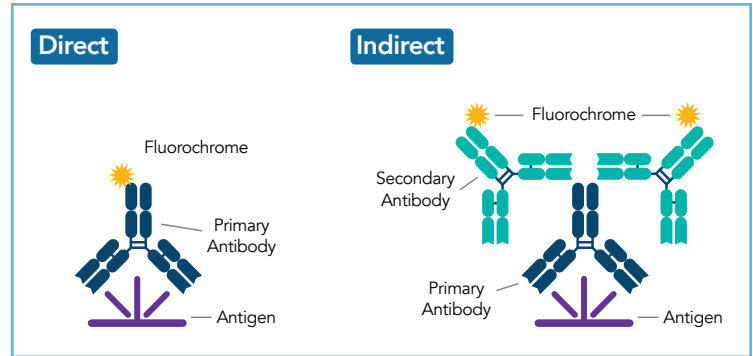 Direct
Fluorochrome
Primary
Antibody
Antigen
Indirect
Fluorochrome
Secondary
Antibody
Primary
Antibody
Antigen